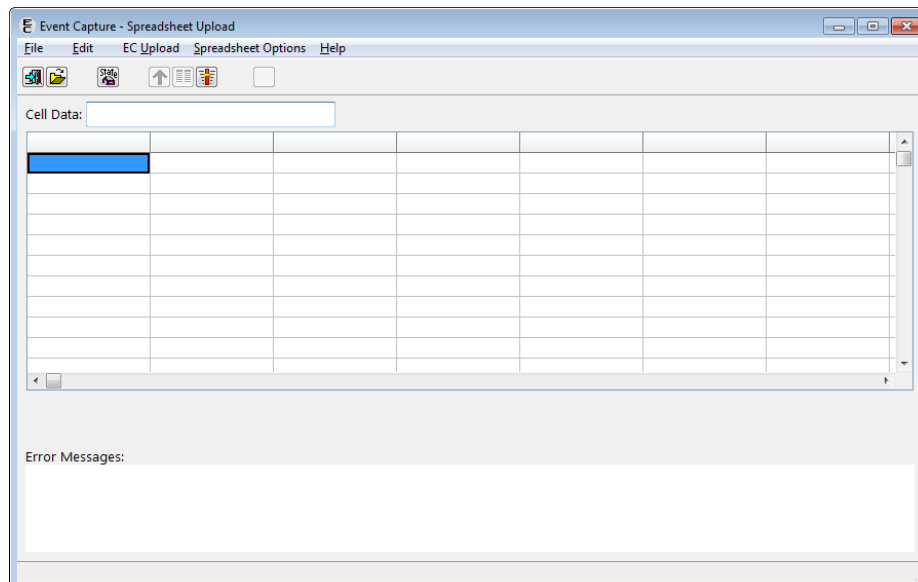 Event Capture - Spreadsheet Upload
File Edit EC Upload Spreadsheet Options Help
State
Cell Data:
Error Messages: